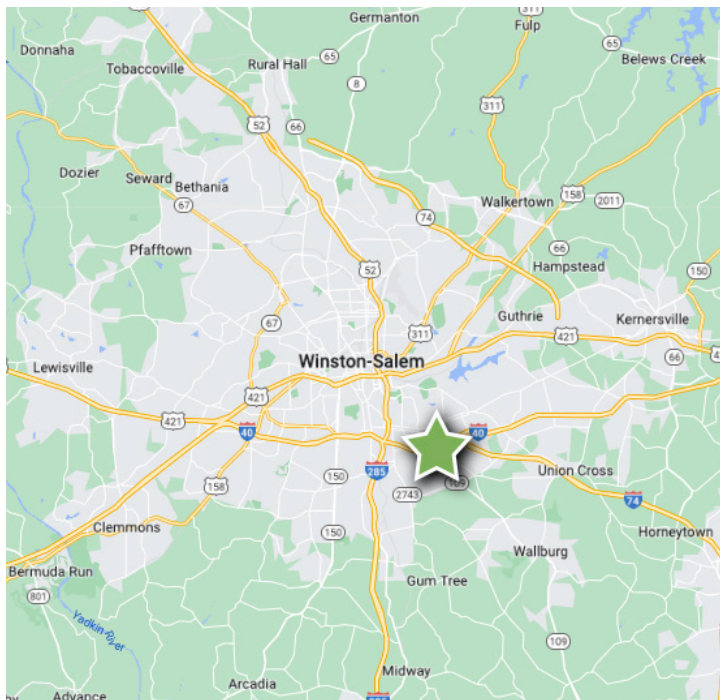 311
Germanton
Fulp
Donnaha
52
65
Belews Creek
Rural Hall
65
Tobaccoville
8
311
52
66
Dozier
Seward
Bethania
67
Walkertown
158
2011
74
Pfafftown
66
150
Hampstead
52
67
Guthrie
Kernersville
311
421
Winston-Salem
66
Lewisville
421
421
40
40
285
150
109
Union Cross
158
2743
74
Clemmons
150
Horneytown
Wallburg
Bermuda Run
Gum Tree
801
Yadkin River
109
Midway
Arcadia
Advance